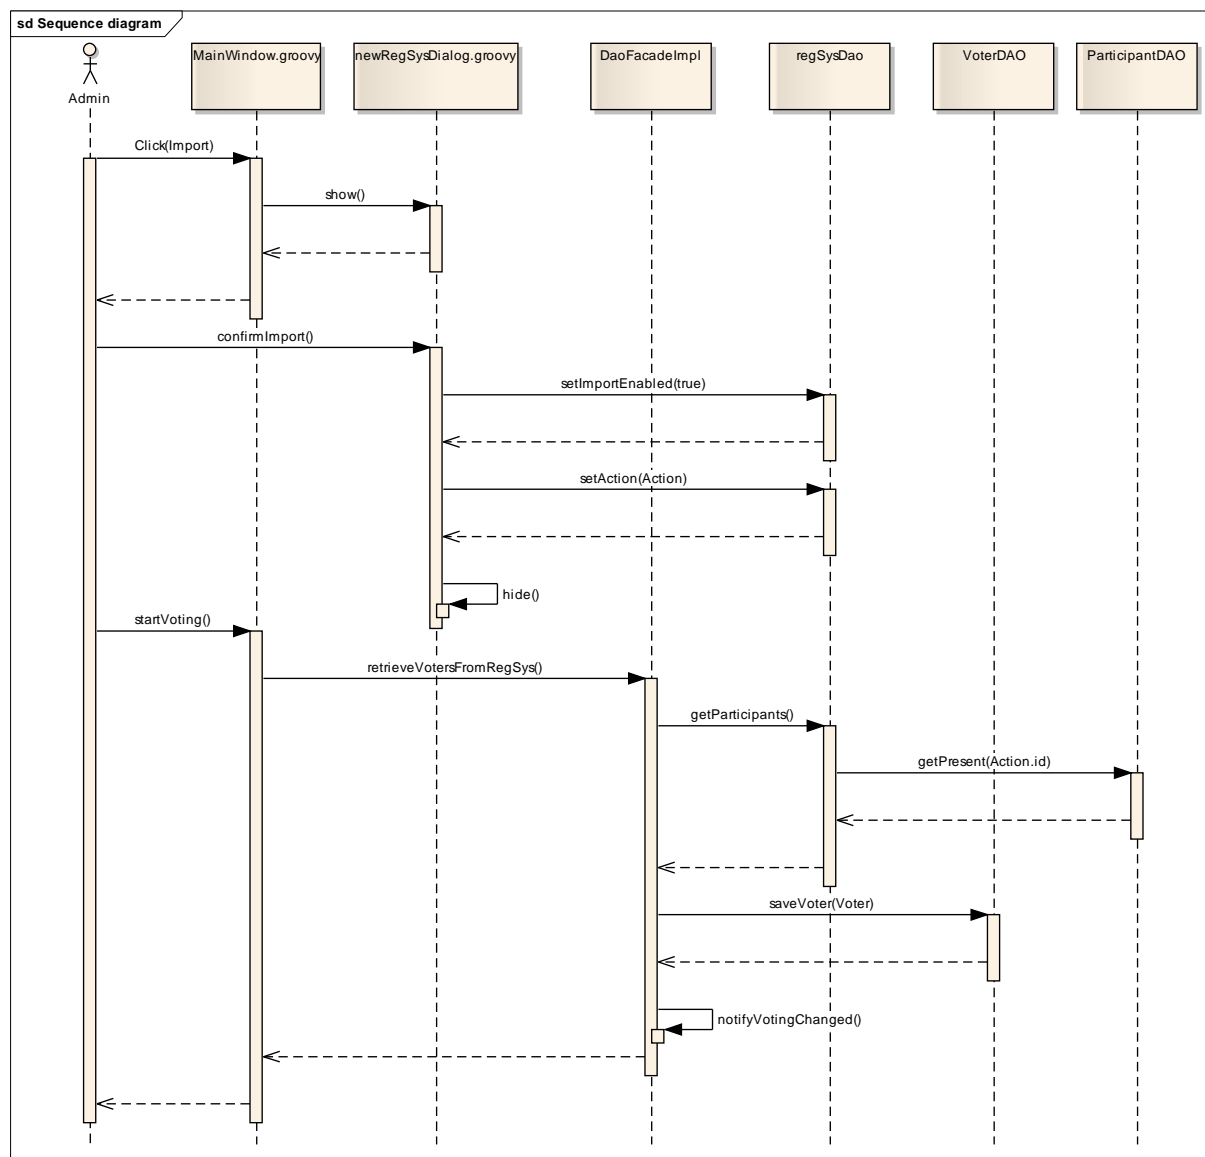 sd Sequence diagram
MainWindow.groovy
newRegSysDialog.groovy
DaoFacadeImpl
regSysDao
VoterDAO
ParticipantDAO
Admin
Click(Import)
show()
confirmImport()
setImportEnabled(true)
setAction(Action)
hide()
startVoting()
retrieveVotersFromRegSys()
getParticipants()
getPresent(Action.id)
saveVoter(Voter)
notifyVotingChanged()